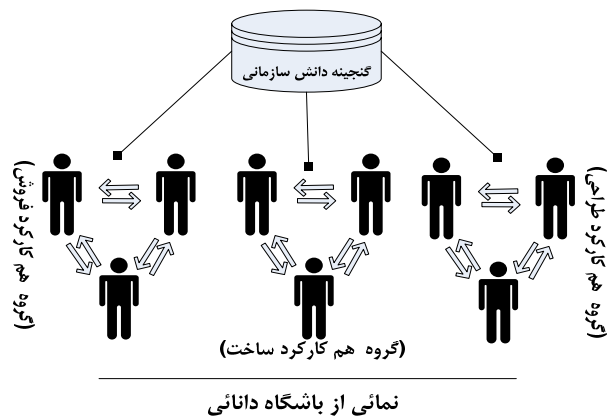 گنجینه دانش سازمانی
(گروه هم کارکرد طراحی)
(گروه هم کارکرد فروش)
(گروه هم کارکرد ساخت)
نمائی از باشگاه دانائی